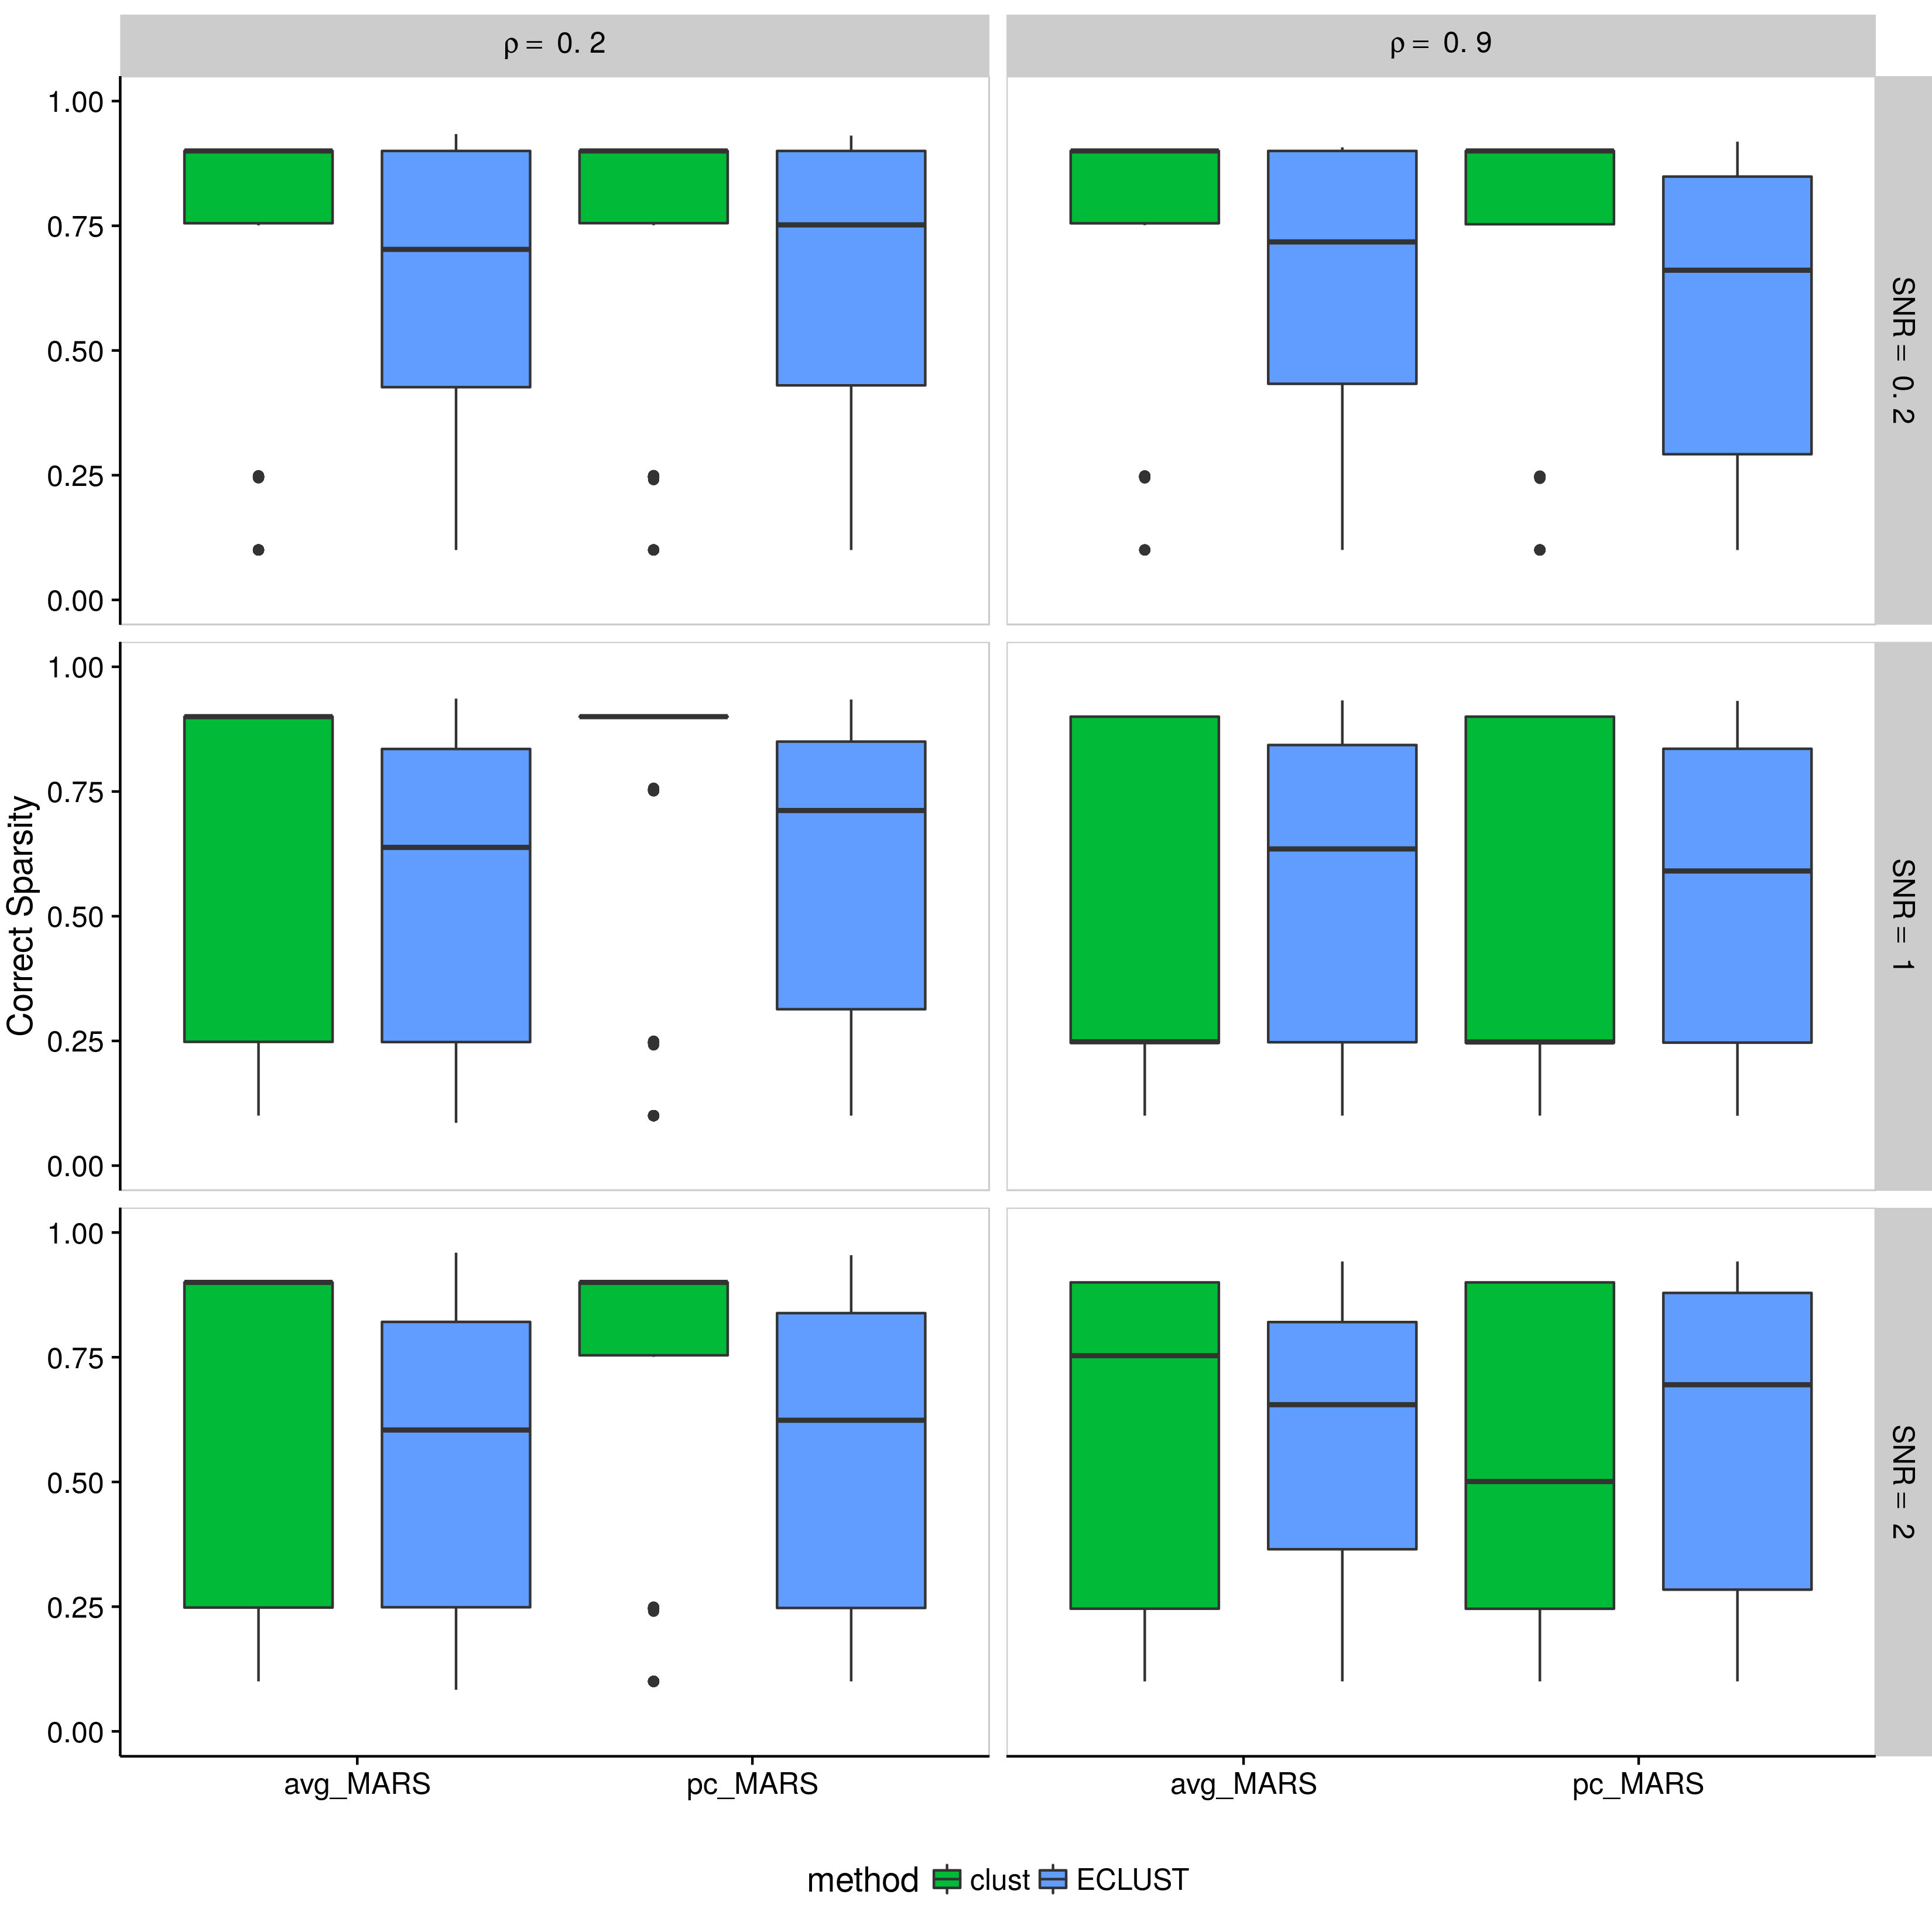 ρ = 0.2
ρ = 0.9
1.00
0.75
0.50
0.25
0.00
SNR = 0.2
1.00
0.75
0.50
0.25
0.00
SNR = 1
Correct Sparsity
1.00
0.75
0.50
0.25
0.00
SNR = 2
avg_MARS
pc_MARS
avg_MARS
pc_MARS
method clust ECLUST